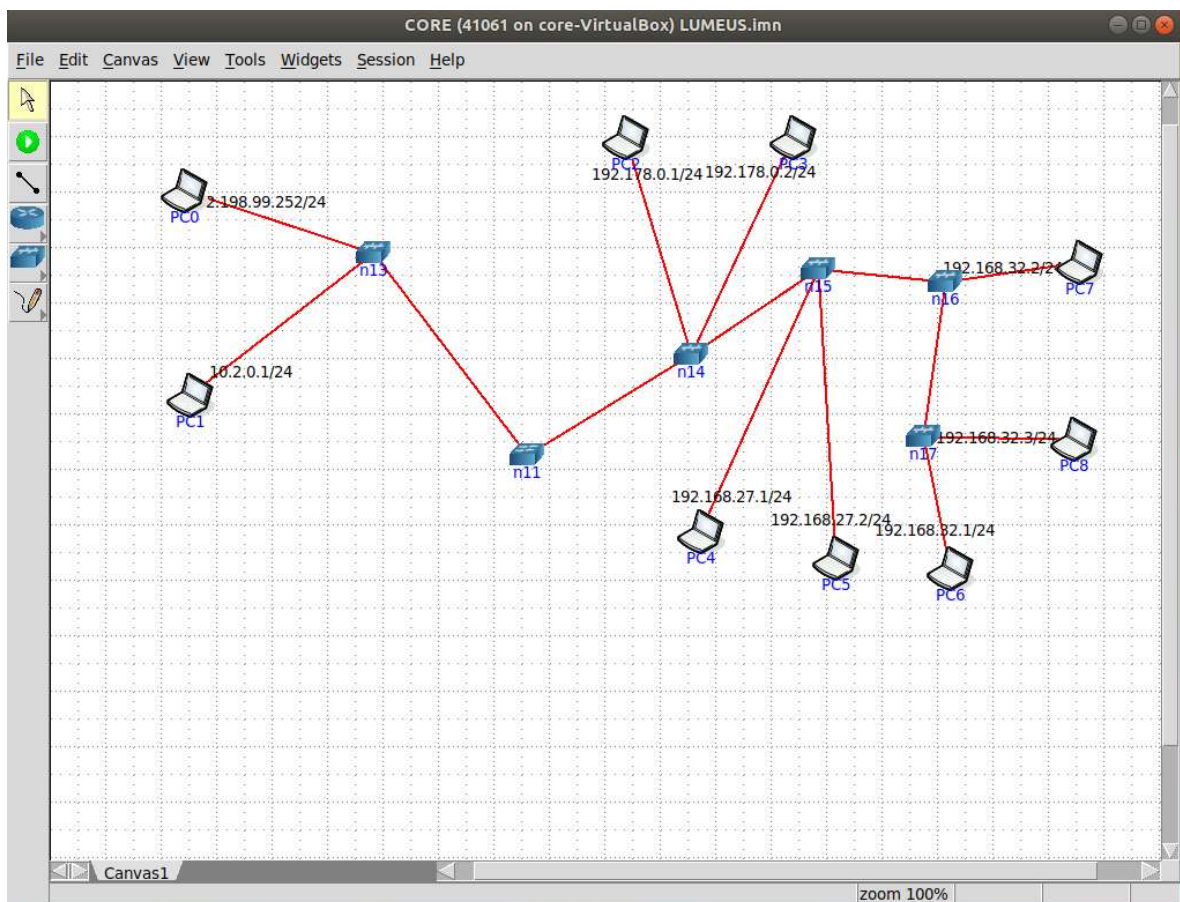 CORE (41061 on core-VirtualBox) LUMEUS.imn
File Edit Canvas View Tools Widgets Session Help
PC2
PC3
192.178.0.1/24
192.178.0.2/24
2.198.99.252/24
PC0
n13
192.168.32.2/24
n15
n16
PC7
n14
10.2.0.1/24
PC1
n11
n17
192.168.32.3/24
PC8
192.168.27.1/24
192.168.27.2/24
192.168.32.1/24
PC4
PC5
PC6
Canvas1
zoom 100%